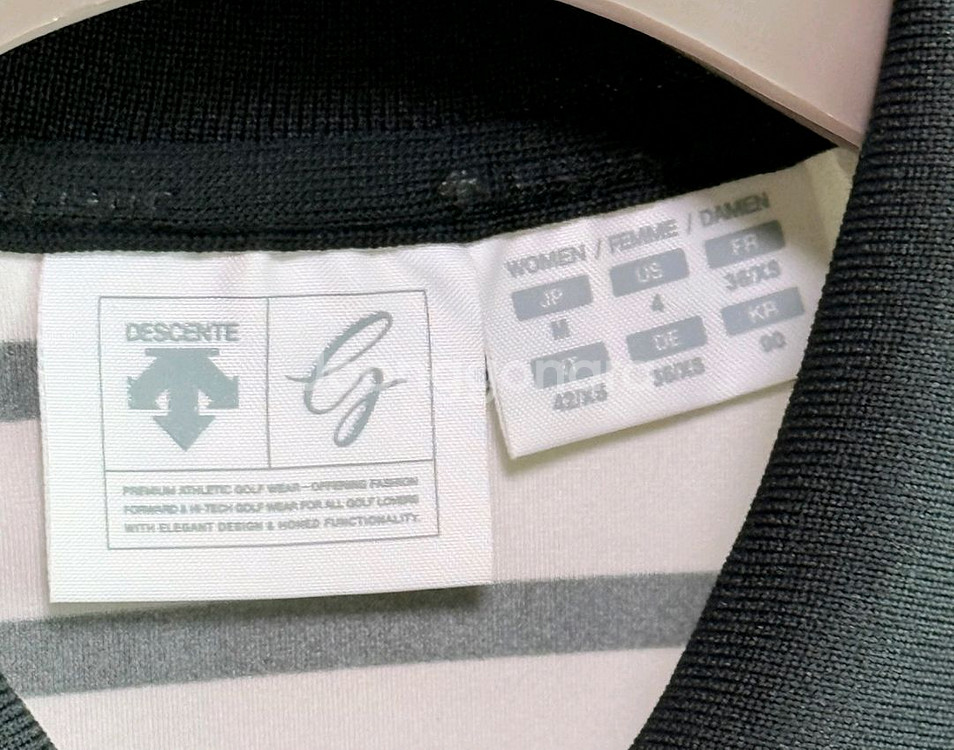 DESCENTE
PREMIUM ATHLETIC GOLF WEAR—OFFERING FASHION
FORWARD & HI-TECH GOLF WEAR FOR ALL GOLF LOVERS
WITH ELEGANT DESIGN & HONED FUNCTIONALITY.
WOMEN / FEMME / DAMEN
JP US FR
M 4 36/XS
IT DE KR
42/XS 36/XS 90